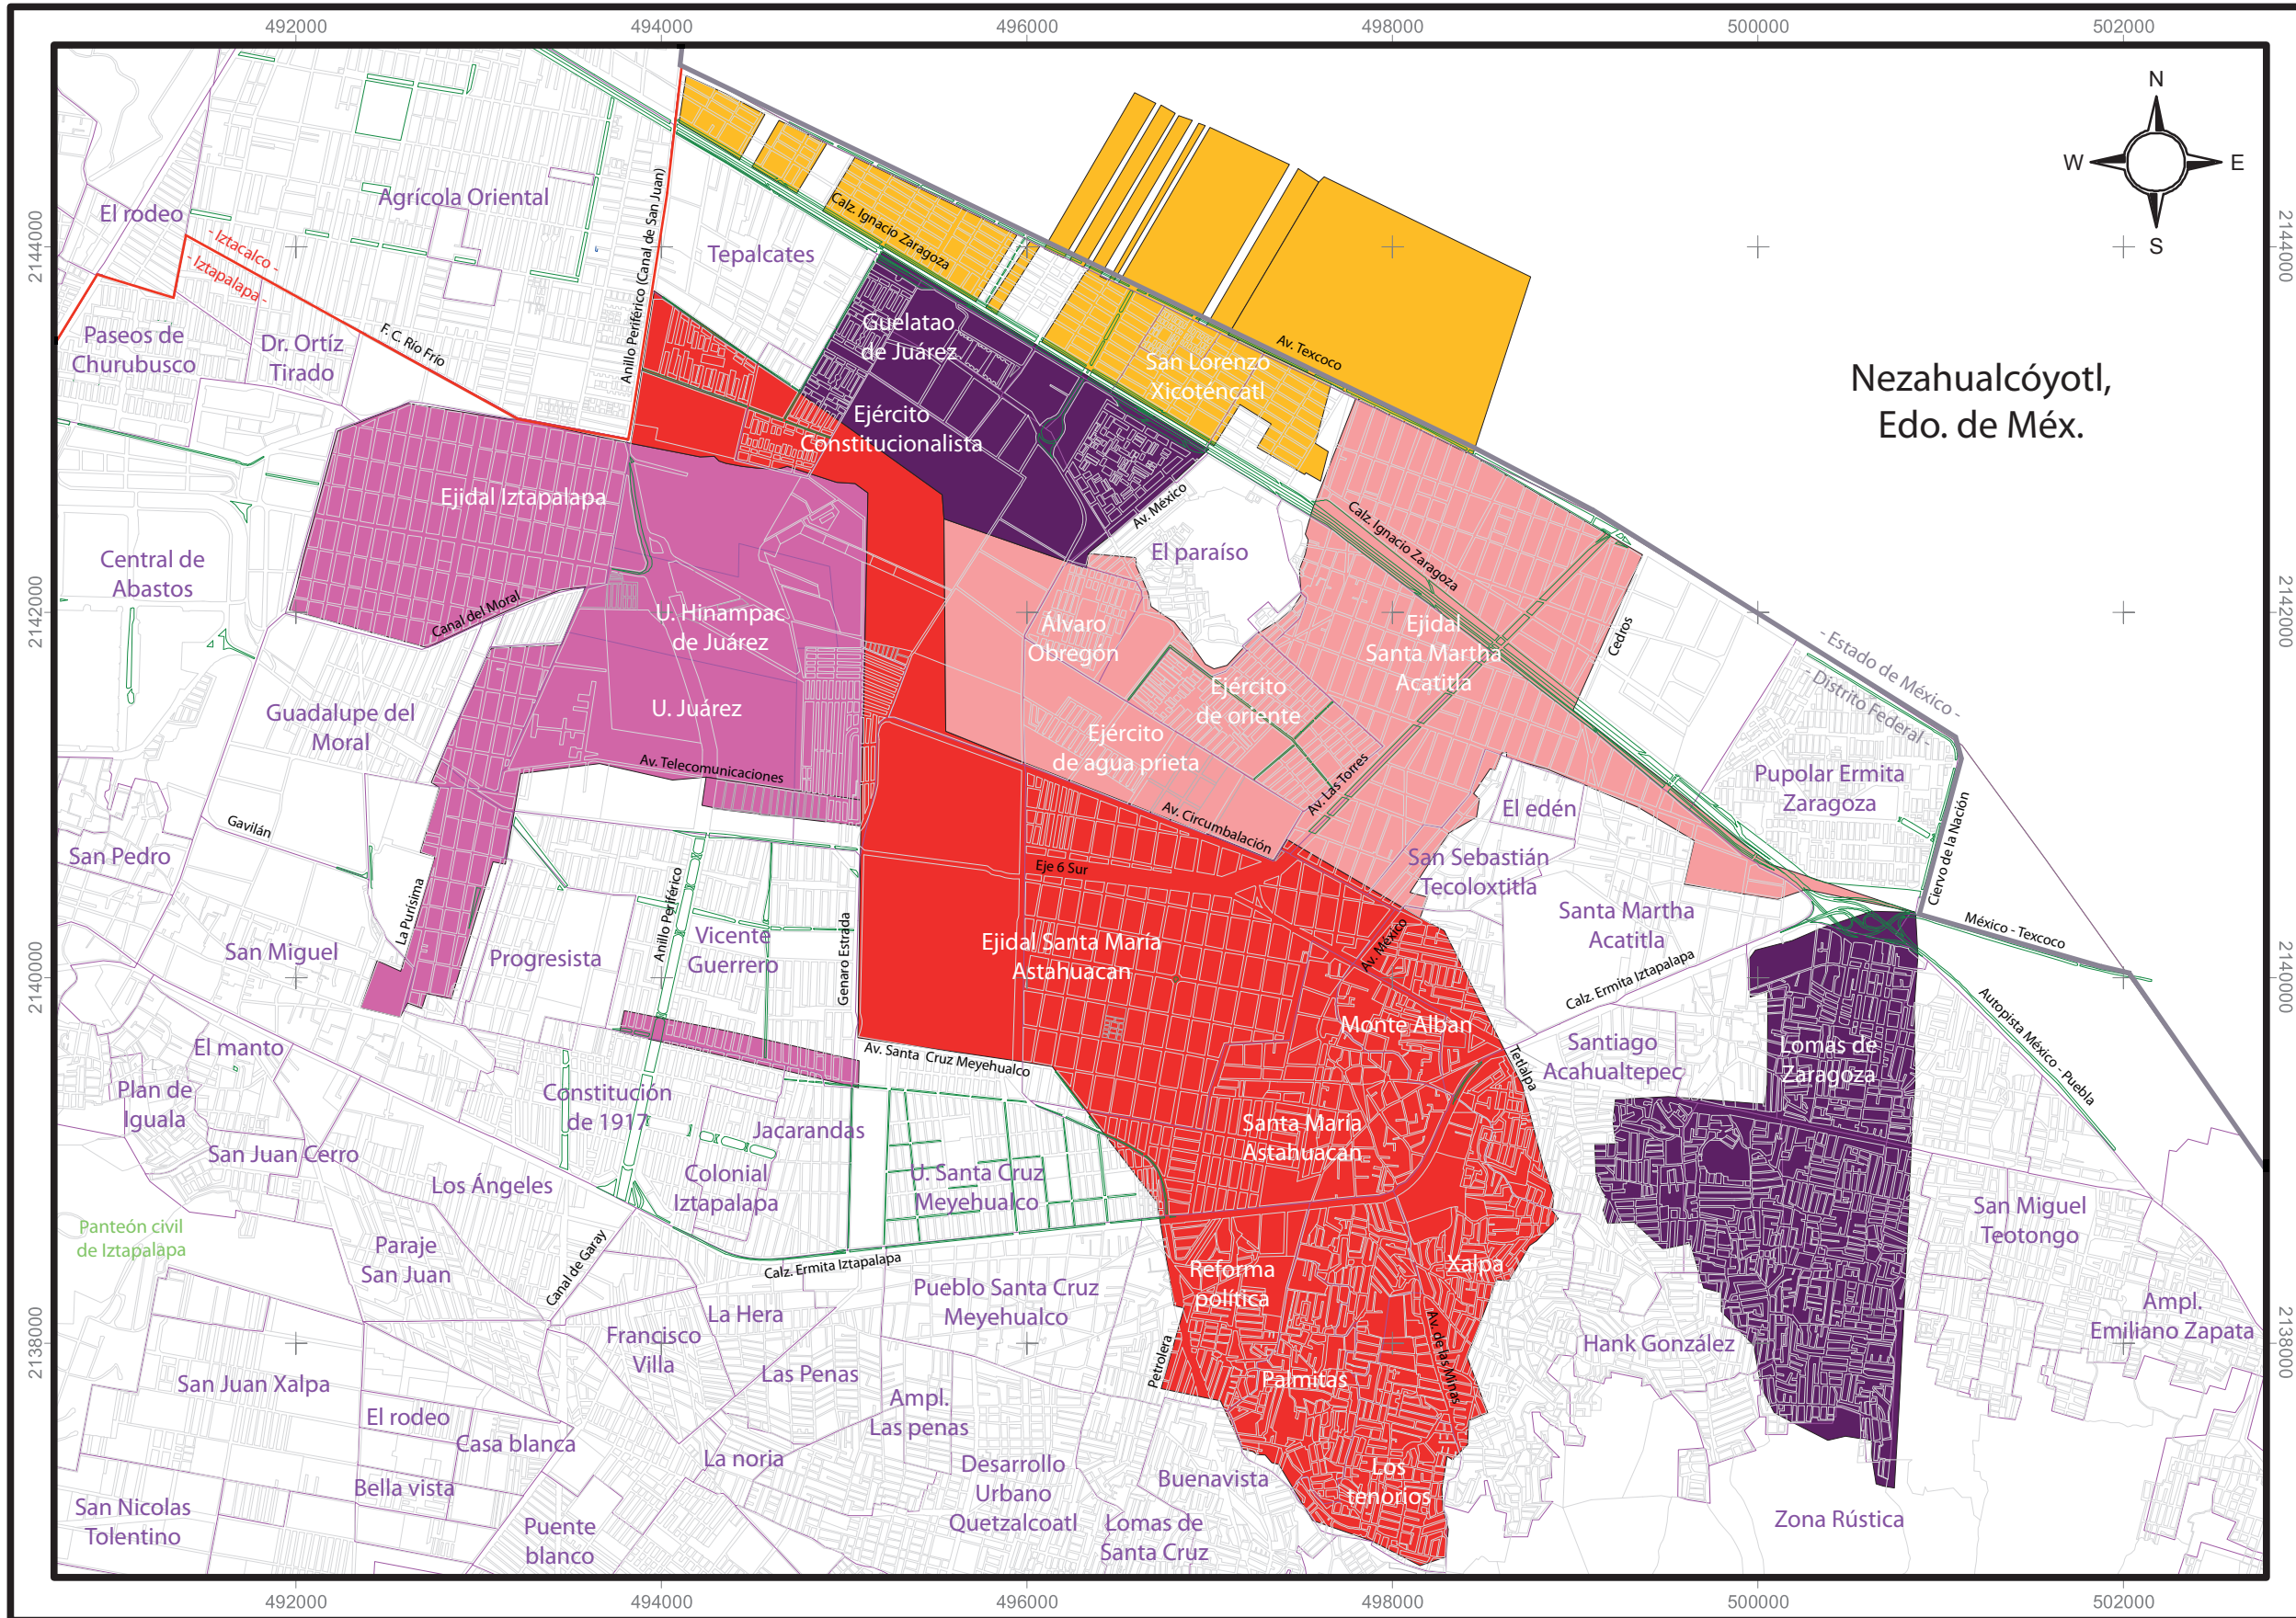 492000
494000
496000
498000
500000
502000
N
W
E
S
2144000
2144000
2142000
2142000
2140000
2140000
2138000
2138000
Nezahualcóyotl,
Edo. de Méx.
El rodeo
Agrícola Oriental
- Iztacalco -
- Iztapalapa -
Tepalcates
Anillo Periférico (Canal de San Juan)
Calz. Ignacio Zaragoza
Paseos de
Churubusco
Dr. Ortíz
Tirado
F. C. Río Frío
Guelatao
de Juárez
San Lorenzo
Xicoténcatl
Av. Texcoco
Ejército
Constitucionalista
Ejidal Iztapalapa
Av. México
El paraíso
Calz. Ignacio Zaragoza
Central de
Abastos
Canal del Moral
U. Hinampac
de Juárez
Álvaro
Obregón
Ejidal
Santa Martha
Acatitla
Cedros
- Estado de México -
- Distrito Federal -
Guadalupe del
Moral
U. Juárez
Ejército
de oriente
Ejército
de agua prieta
Av. Telecomunicaciones
Av. Las Torres
Pupolar Ermita
Zaragoza
Gavilán
Av. Circumbalación
El edén
Ciervo de la Nación
San Pedro
Eje 6 Sur
San Sebastián
Tecoloxtitla
La Purísima
Anillo Periférico
Genaro Estrada
Santa Martha
Acatitla
México - Texcoco
San Miguel
Progresista
Vicente
Guerrero
Ejidal Santa María
Astahuacan
Av. México
Calz. Ermita Iztapalapa
Autopista México - Puebla
El manto
Av. Santa Cruz Meyehualco
Monte Alban
Tetlalpa
Santiago
Acahualtepec
Lomas de
Zaragoza
Plan de
Iguala
Constitución
de 1917
Jacarandas
Santa María
Astahuacan
San Juan Cerro
Los Ángeles
Colonial
Iztapalapa
U. Santa Cruz
Meyehualco
San Miguel
Teotongo
Panteón civil
de Iztapalapa
Paraje
San Juan
Canal de Garay
Calz. Ermita Iztapalapa
Reforma
política
Xalpa
La Hera
Pueblo Santa Cruz
Meyehualco
Ampl.
Emiliano Zapata
Francisco
Villa
Petrolera
Av. de las Minas
Hank González
San Juan Xalpa
Las Penas
Palmitas
El rodeo
Ampl.
Las penas
Casa blanca
La noria
Desarrollo
Urbano
Quetzalcoatl
Buenavista
Los
tenorios
Bella vista
San Nicolas
Tolentino
Puente
blanco
Lomas de
Santa Cruz
Zona Rústica
492000
494000
496000
498000
500000
502000